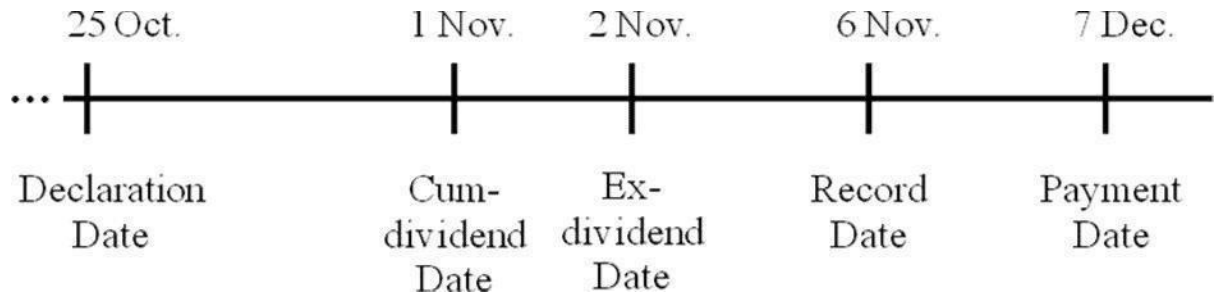 25 Oct. 1 Nov. 2 Nov. 6 Nov. 7 Dec.
...
Declaration Date
Cum-
dividend
Date
Ex-
dividend
Date
Record
Date
Payment
Date